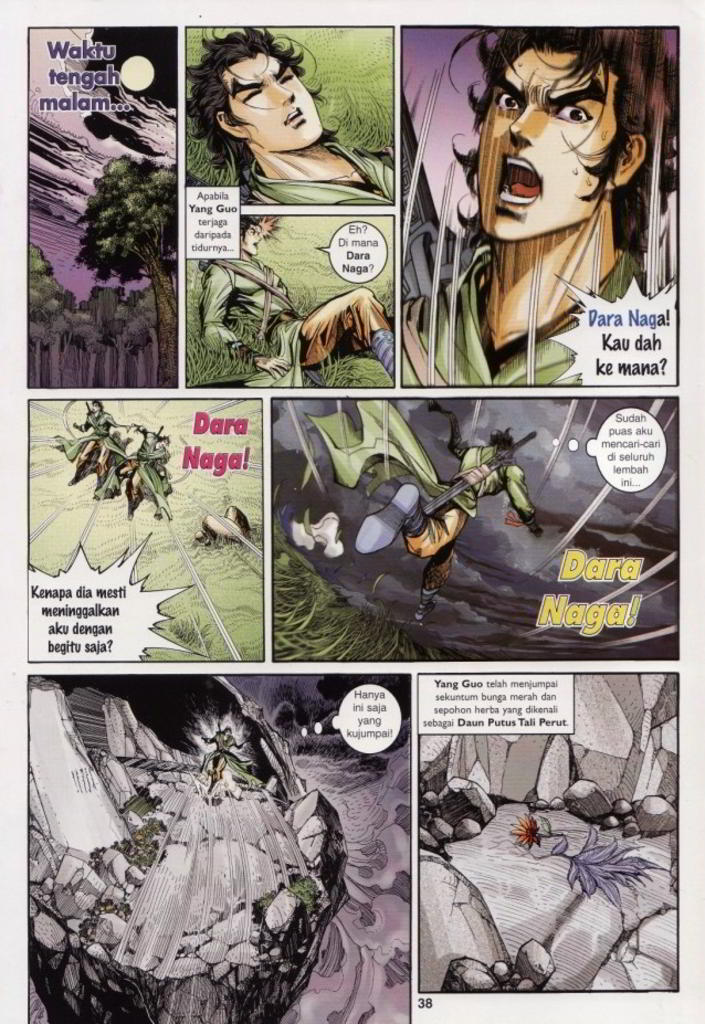 Waktu
tengah
malam...
Apabila
Yang Guo
terjaga
daripada
tidurnya...
Eh?
Di mana
Dara
Naga?
Dara Naga!
Kau dah
ke mana?
Dara
Naga!
Kenapa dia mesti
meninggalkan
aku dengan
begitu saja?
Sudah
puas aku
mencari-cari
di seluruh
lembah
ini...
Dara
Naga!
Hanya
ini saja
yang
kujumpai!
Yang Guo telah menjumpai
sekuntum bunga merah dan
sepohon herba yang dikenali
sebagai Daun Putus Tali Perut.
38